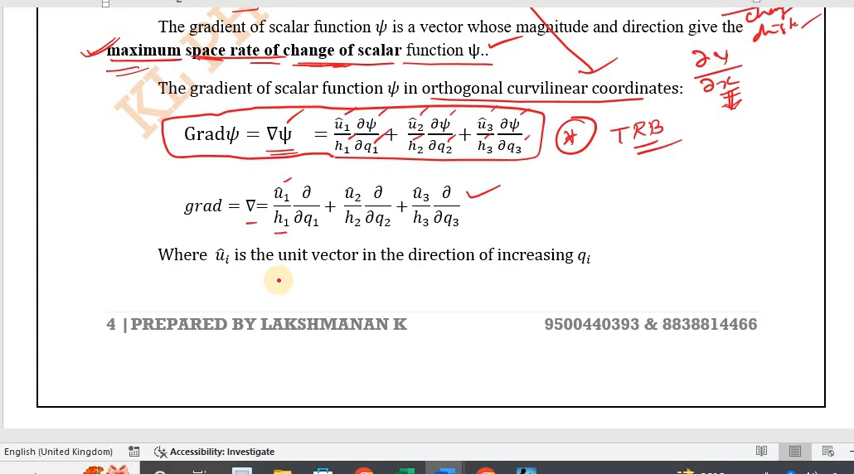 The gradient of scalar function ψ is a vector whose magnitude and direction give the
maximum space rate of change of scalar function ψ..
∂ψ
∂x
The gradient of scalar function ψ in orthogonal curvilinear coordinates:
Gradψ = ∇ψ = û₁/h₁ ∂ψ/∂q₁ + û₂/h₂ ∂ψ/∂q₂ + û₃/h₃ ∂ψ/∂q₃
TRB
grad = ∇= û₁/h₁ ∂/∂q₁ + û₂/h₂ ∂/∂q₂ + û₃/h₃ ∂/∂q₃
Where ûᵢ is the unit vector in the direction of increasing qᵢ
4 | PREPARED BY LAKSHMANAN K 9500440393 & 8838814466
English (United Kingdom) Accessibility: Investigate